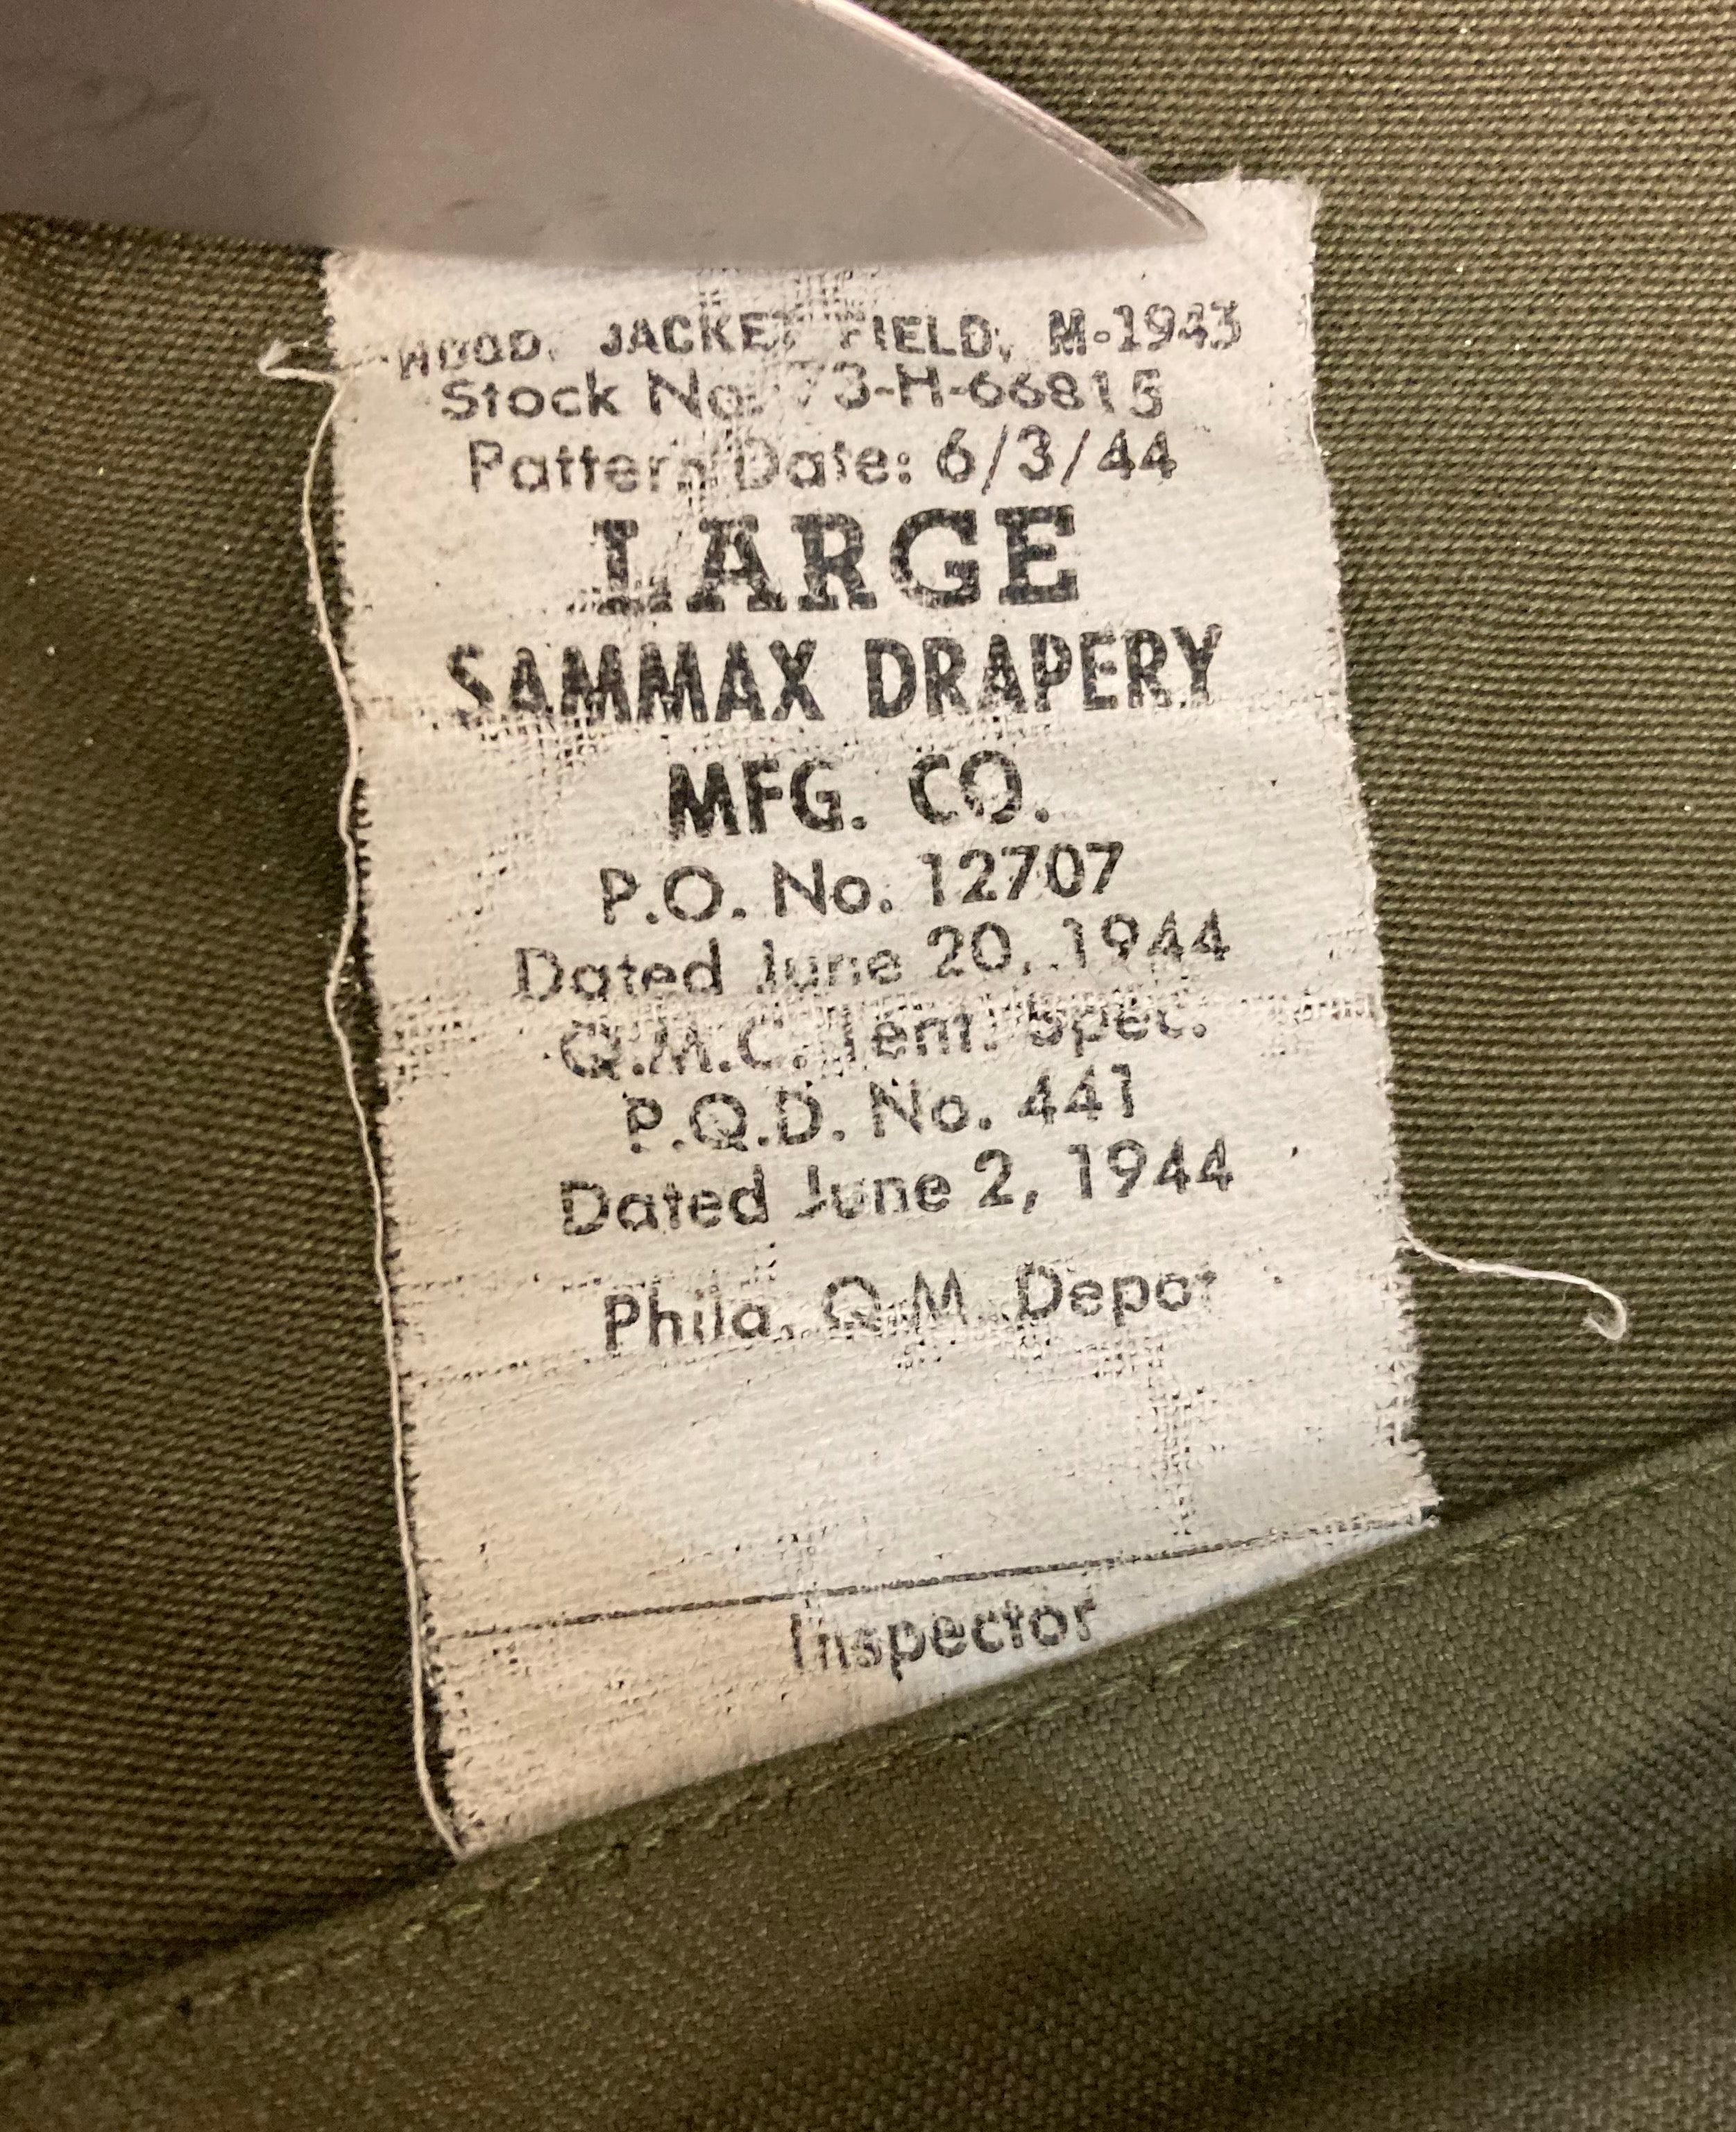 HOOD, JACKET, FIELD, M-1943
Stock No. 73-H-66815
Pattern Date: 6/3/44
LARGE
SAMMAX DRAPERY
MFG. CO.
P.O. No. 12707
Dated June 20, 1944
Q.M.C. Tent. Spec.
P.Q.D. No. 441
Dated June 2, 1944
Phila. Q.M. Depot
Inspector